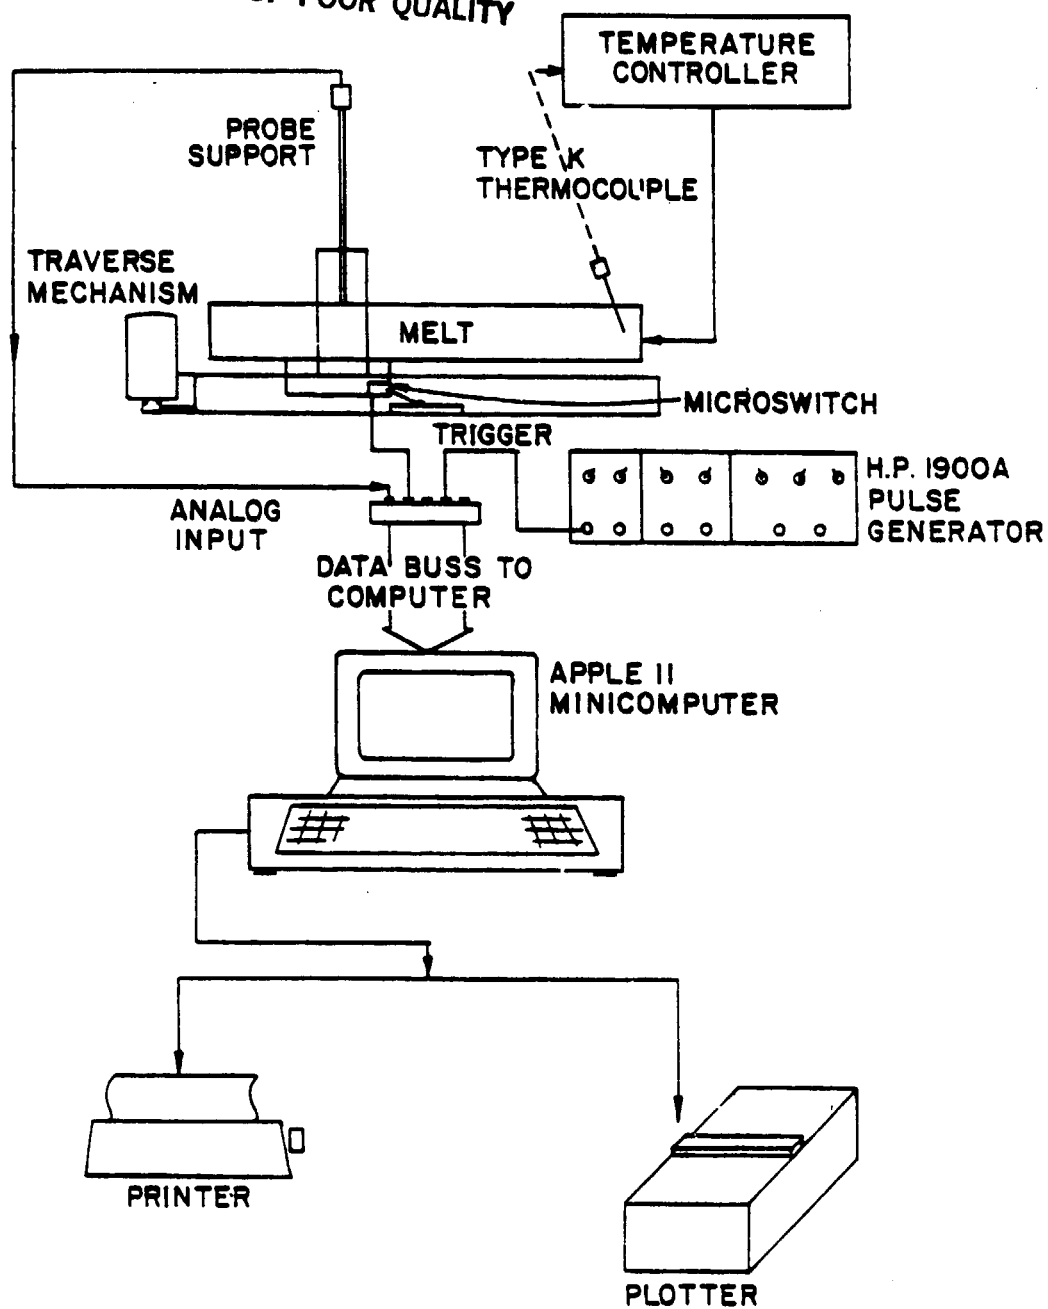 POOR QUALITY
TEMPERATURE
CONTROLLER
PROBE
SUPPORT
TYPE K
THERMOCOUPLE
TRAVERSE
MECHANISM
MELT
MICROSWITCH
TRIGGER
H.P. 1900A
PULSE
GENERATOR
ANALOG
INPUT
DATA BUSS TO
COMPUTER
APPLE II
MINICOMPUTER
PRINTER
PLOTTER